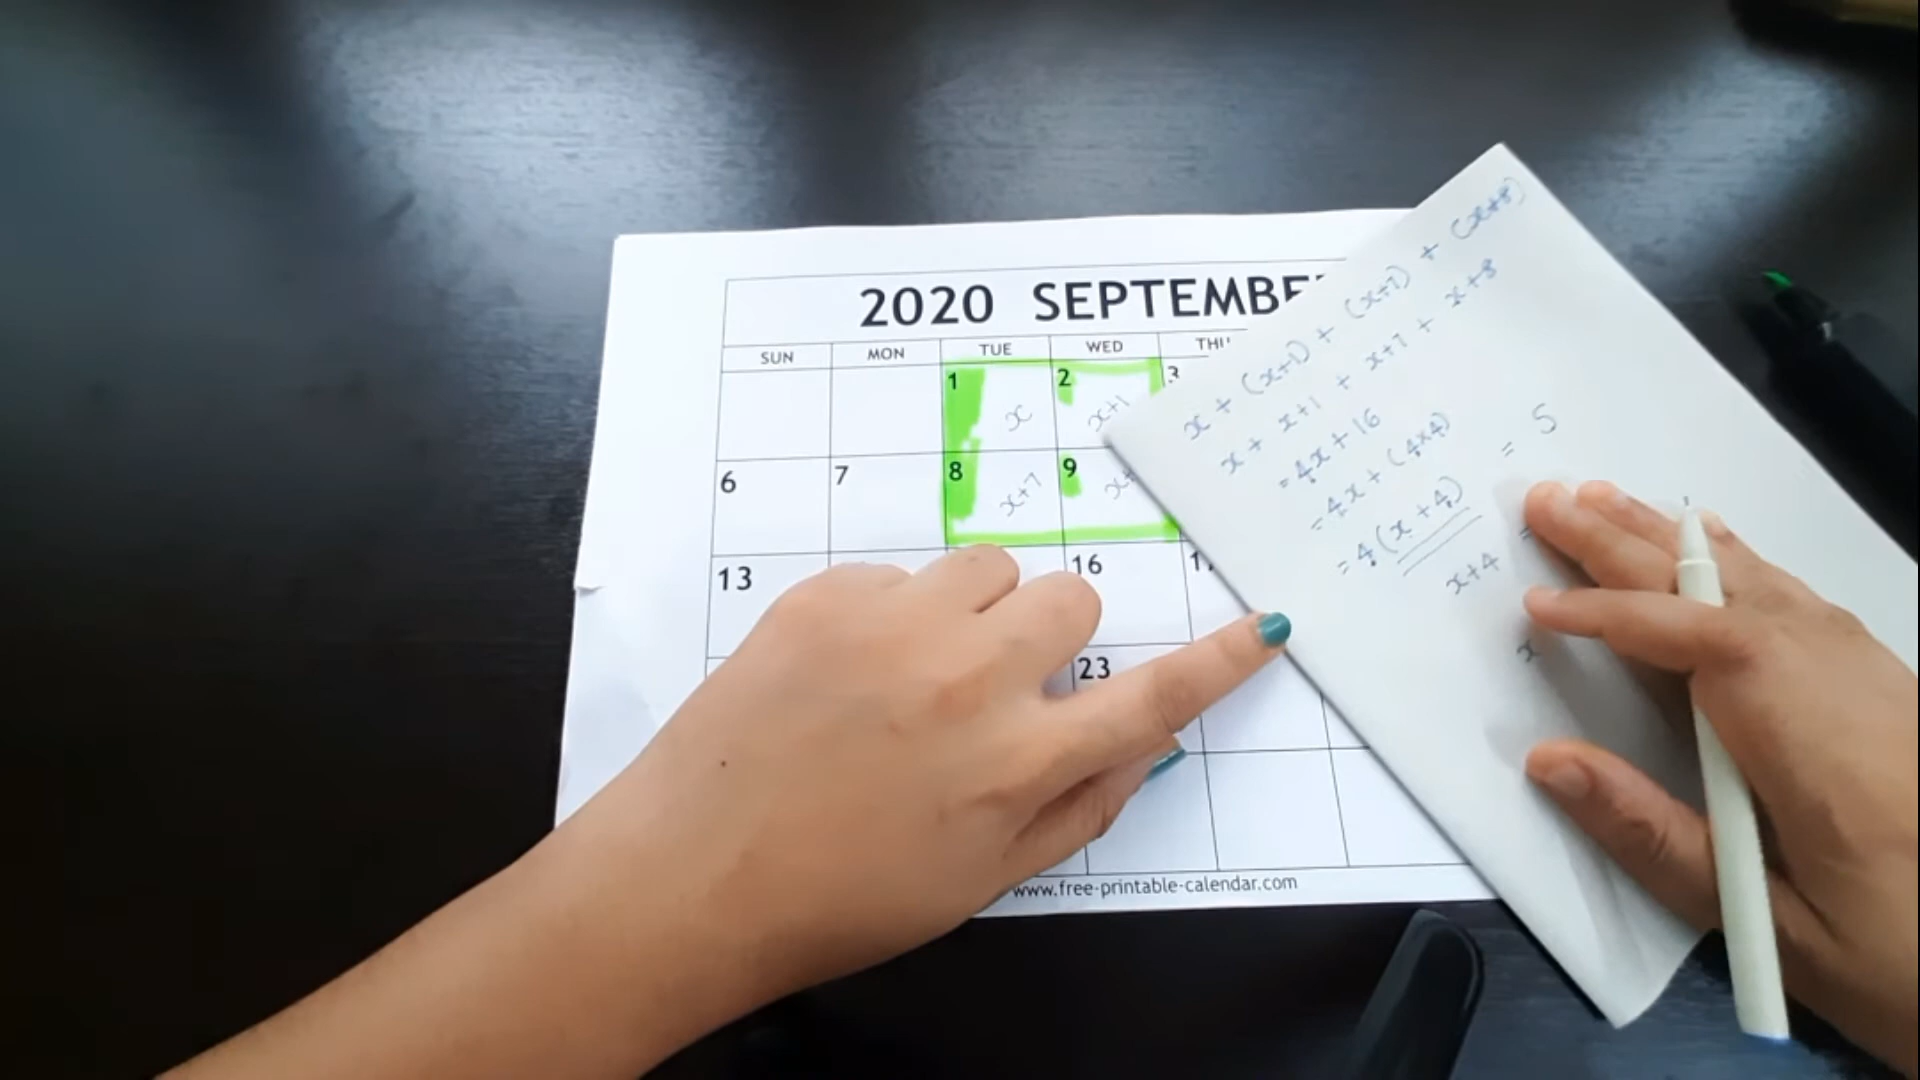 2020 SEPTEMBE
SUN MON TUE WED THU
1 2 3
x x+1
6 7 8 9
x+7 x+
13 16 17
23
www.free-printable-calendar.com
x + (x+1) + (x+7) + (x+8)
x + x+1 + x+7 + x+8
= 4x + 16
= 4x + (4x4)
= 4(x+4) = 5
x+4 =
x